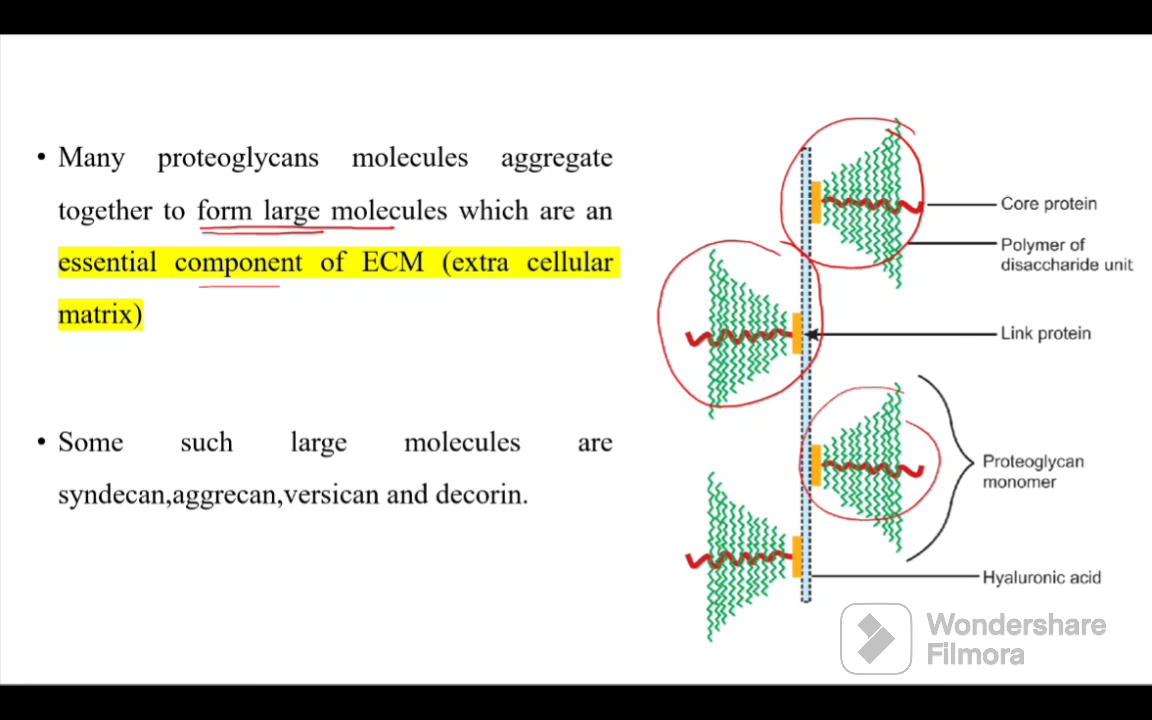 • Many proteoglycans molecules aggregate
together to form large molecules which are an
essential component of ECM (extra cellular
matrix)
• Some such large molecules are
syndecan,aggrecan,versican and decorin.
Core protein
Polymer of
disaccharide unit
Link protein
Proteoglycan
monomer
Hyaluronic acid
Wondershare
Filmora